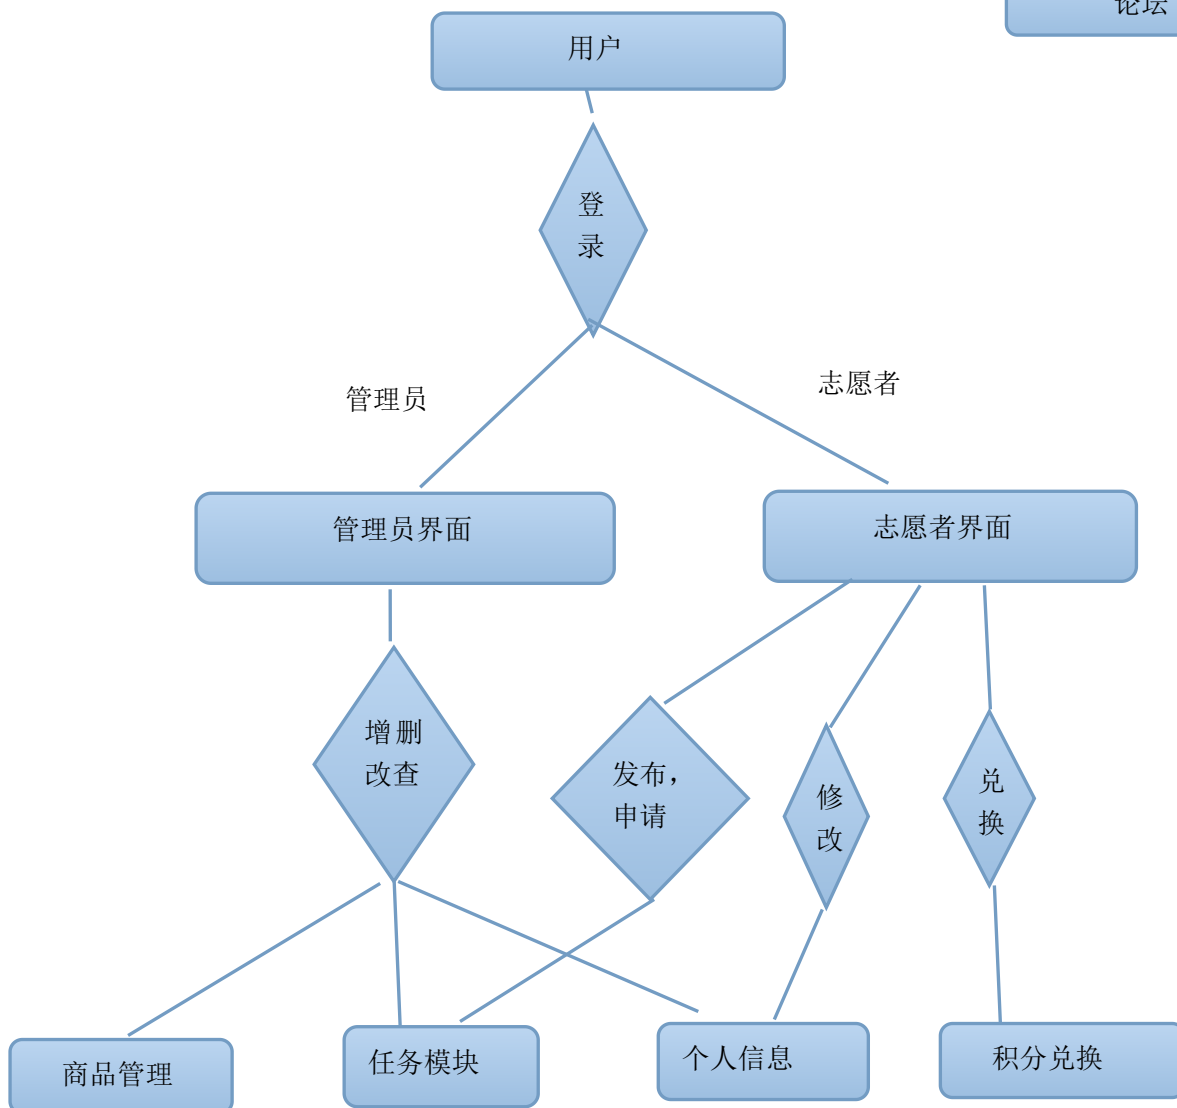 论坛
用户
登
录
管理员
志愿者
管理员界面
志愿者界面
增删
改查
发布，
申请
修
改
兑
换
商品管理
任务模块
个人信息
积分兑换